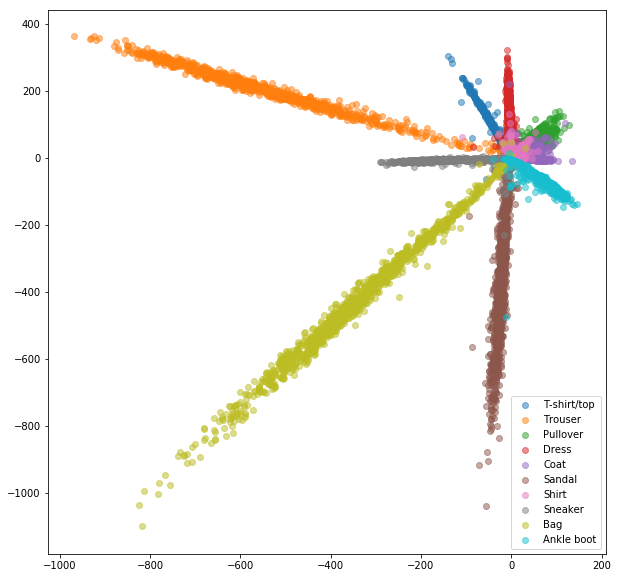 400
200
0
−200
−400
−600
−800
−1000
−1000
−800
−600
−400
−200
0
200
T-shirt/top
Trouser
Pullover
Dress
Coat
Sandal
Shirt
Sneaker
Bag
Ankle boot